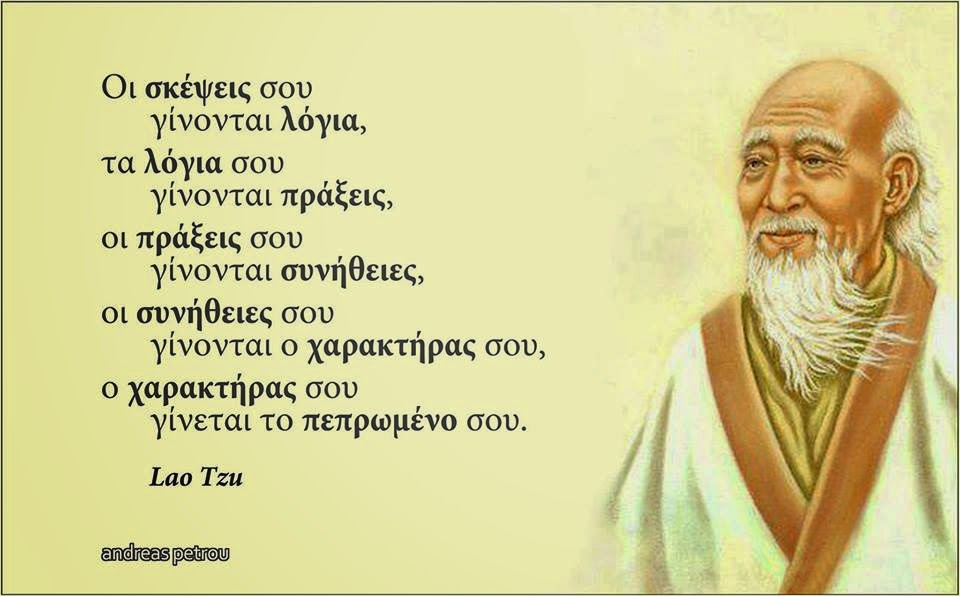 Οι σκέψεις σου
γίνονται λόγια,
τα λόγια σου
γίνονται πράξεις,
οι πράξεις σου
γίνονται συνήθειες,
οι συνήθειες σου
γίνονται ο χαρακτήρας σου,
ο χαρακτήρας σου
γίνεται το πεπρωμένο σου.
Lao Tzu
andreas petrou